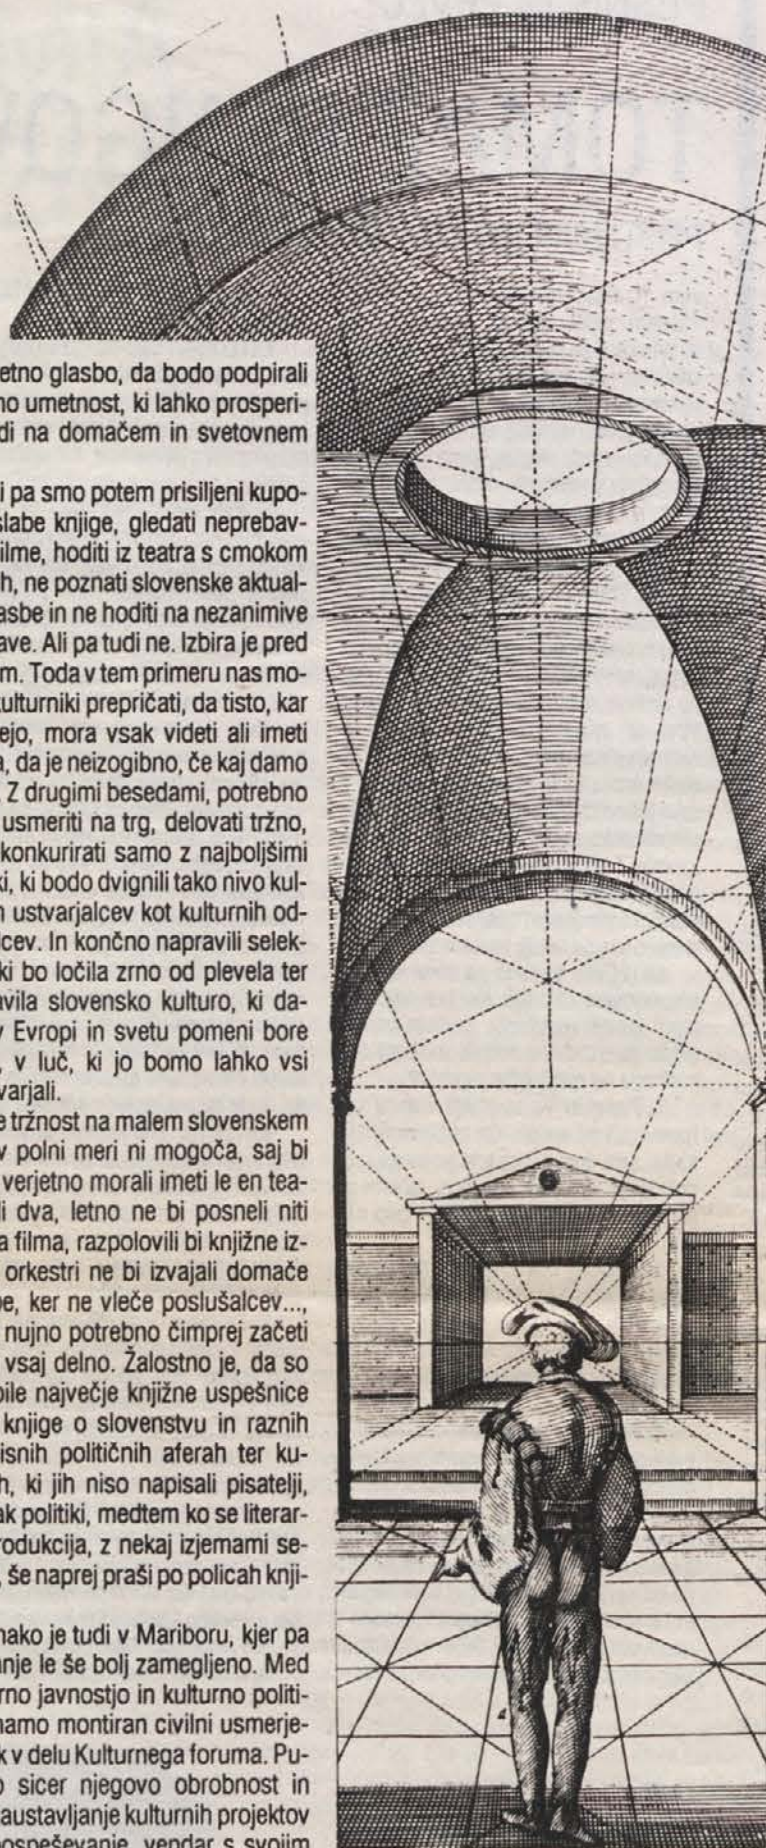 etno glasbo, da bodo podpirali
no umetnost, ki lahko prosperi-
di na domačem in svetovnem
i pa smo potem prisiljeni kupo-
slabe knjige, gledati neprebav-
ilme, hoditi iz teatra s cmokom
h, ne poznati slovenske aktual-
asbe in ne hoditi na nezanimive
ave. Ali pa tudi ne. Izbira je pred
m. Toda v tem primeru nas mo-
kulturniki prepričati, da tisto, kar
ejo, mora vsak videti ali imeti
a, da je neizogibno, če kaj damo
. Z drugimi besedami, potrebno
usmeriti na trg, delovati tržno,
konkurirati samo z najboljšimi
ki, ki bodo dvignili tako nivo kul-
n ustvarjalcev kot kulturnih od-
lcev. In končno napravili selek-
ki bo ločila zrno od plevela ter
avila slovensko kulturo, ki da-
v Evropi in svetu pomeni bore
, v luč, ki jo bomo lahko vsi
varjali.
e tržnost na malem slovenskem
v polni meri ni mogoča, saj bi
verjetno morali imeti le en tea-
li dva, letno ne bi posneli niti
a filma, razpolovili bi knjižne iz-
orkestri ne bi izvajali domače
be, ker ne vleče poslušalcev...,
nujno potrebno čimprej začeti
vsaj delno. Žalostno je, da so
bile največje knjižne uspešnice
knjige o slovenstvu in raznih
isnih političnih aferah ter ku-
h, ki jih niso napisali pisatelji,
ak politiki, medtem ko se literar-
rodukcija, z nekaj izjemami se-
, še naprej praši po policah knji-
nako je tudi v Mariboru, kjer pa
anje le še bolj zamegljeno. Med
urno javnostjo in kulturno politi-
namo montiran civilni usmerje-
k v delu Kulturnega foruma. Pu-
o sicer njegovo obrobnost in
zaustavljanje kulturnih projektov
pospeševanje, vendar s svojim